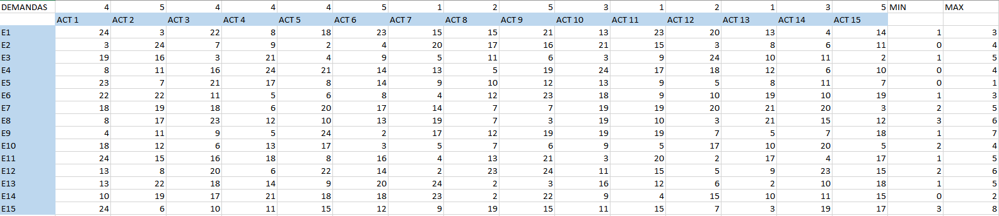 DEMANDAS 4 5 4 4 4 5 1 2 5 3 1 2 1 3 5 MIN MAX
ACT 1 ACT 2 ACT 3 ACT 4 ACT 5 ACT 6 ACT 7 ACT 8 ACT 9 ACT 10 ACT 11 ACT 12 ACT 13 ACT 14 ACT 15
E1 24 3 22 8 18 23 15 15 21 13 23 20 13 4 14 1 3
E2 3 24 7 9 2 4 20 17 16 21 15 3 8 6 11 0 4
E3 19 16 3 21 4 9 5 11 6 3 9 24 10 11 2 1 5
E4 8 11 16 24 21 14 13 5 19 24 17 18 12 6 10 0 4
E5 23 7 21 17 8 14 9 10 12 13 9 5 8 11 7 0 1
E6 22 22 11 5 6 8 4 12 23 18 9 10 19 10 19 1 3
E7 18 19 18 6 20 17 14 7 7 19 19 20 21 20 3 2 5
E8 8 17 23 12 10 13 19 7 3 19 10 3 21 15 12 3 6
E9 4 11 9 5 24 2 17 12 19 19 19 7 5 7 18 1 7
E10 18 12 6 13 17 3 5 7 6 9 5 17 10 20 5 2 4
E11 24 15 16 18 8 16 4 13 21 3 20 2 17 4 17 1 5
E12 13 8 20 6 22 14 2 23 24 11 15 5 9 23 15 2 6
E13 13 22 18 14 9 20 24 2 3 16 12 6 2 10 18 1 5
E14 10 19 17 21 18 18 23 2 22 9 4 15 10 11 15 0 2
E15 24 6 10 11 15 12 9 19 15 11 15 7 3 19 17 3 8